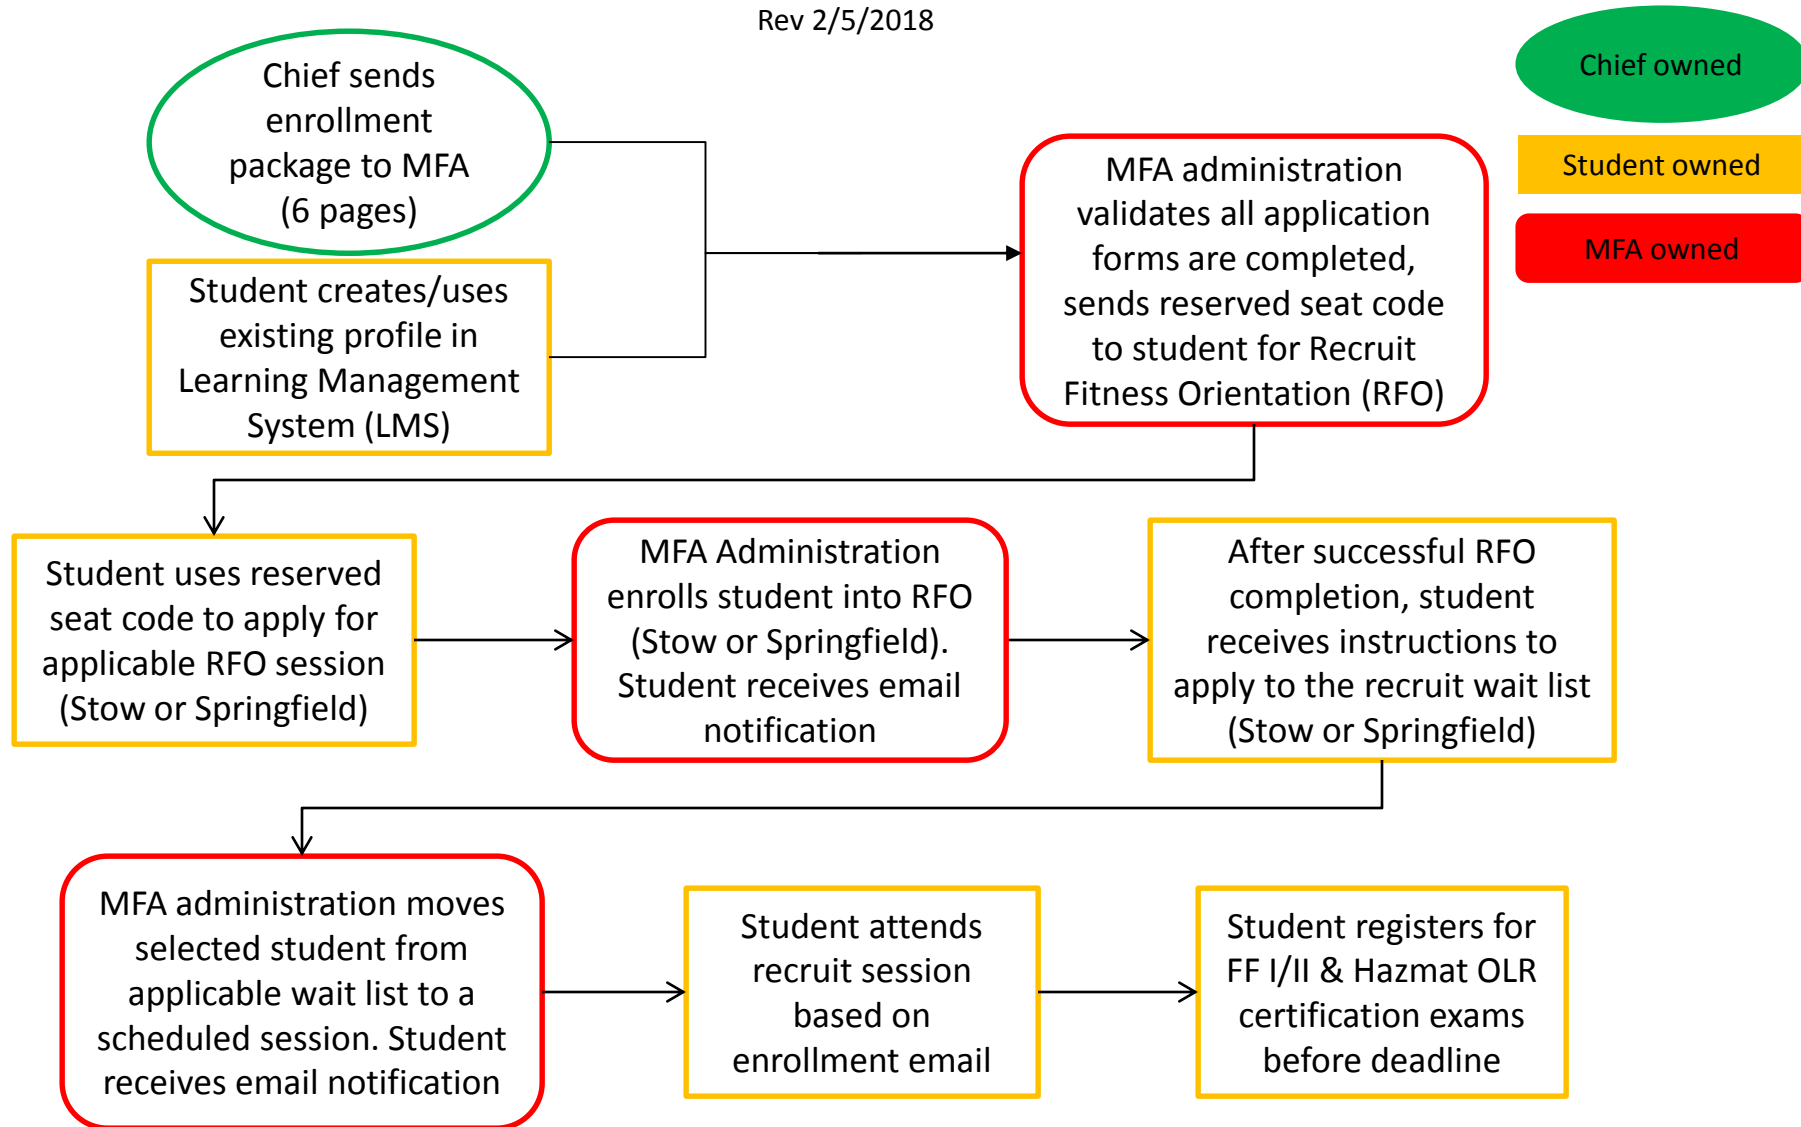 Rev 2/5/2018
Chief sends
enrollment
package to MFA
(6 pages)
Student creates/uses
existing profile in
Learning Management
System (LMS)
MFA administration
validates all application
forms are completed,
sends reserved seat code
to student for Recruit
Fitness Orientation (RFO)
Chief owned
Student owned
MFA owned
Student uses reserved
seat code to apply for
applicable RFO session
(Stow or Springfield)
MFA Administration
enrolls student into RFO
(Stow or Springfield).
Student receives email
notification
After successful RFO
completion, student
receives instructions to
apply to the recruit wait list
(Stow or Springfield)
MFA administration moves
selected student from
applicable wait list to a
scheduled session. Student
receives email notification
Student attends
recruit session
based on
enrollment email
Student registers for
FF I/II & Hazmat OLR
certification exams
before deadline